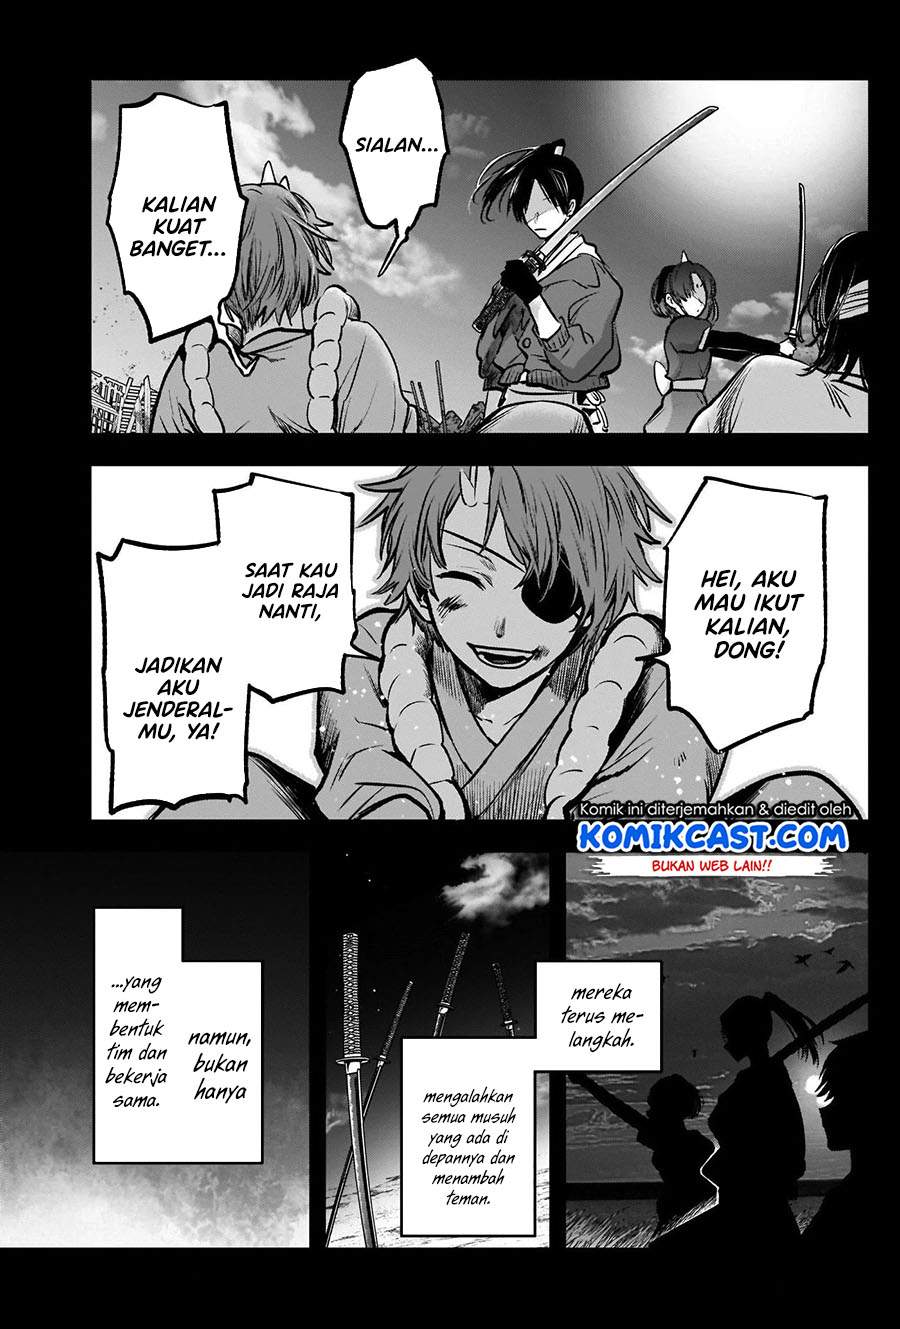 SIALAN...
KALIAN
KUAT
BANGET...
HEI, AKU
MAU IKUT
KALIAN,
DONG!
SAAT KAU
JADI RAJA
NANTI,
JADIKAN
AKU
JENDERAL-
MU, YA!
Komik ini diterjemahkan & diedit oleh
KOMIKCAST.COM
BUKAN WEB LAIN!!
mereka
terus me-
langkah.
mengalahkan
semua musuh
yang ada di
depannya dan
menambah
teman.
namun,
bukan
hanya
...yang
mem-
bentuk
tim dan
bekerja
sama.